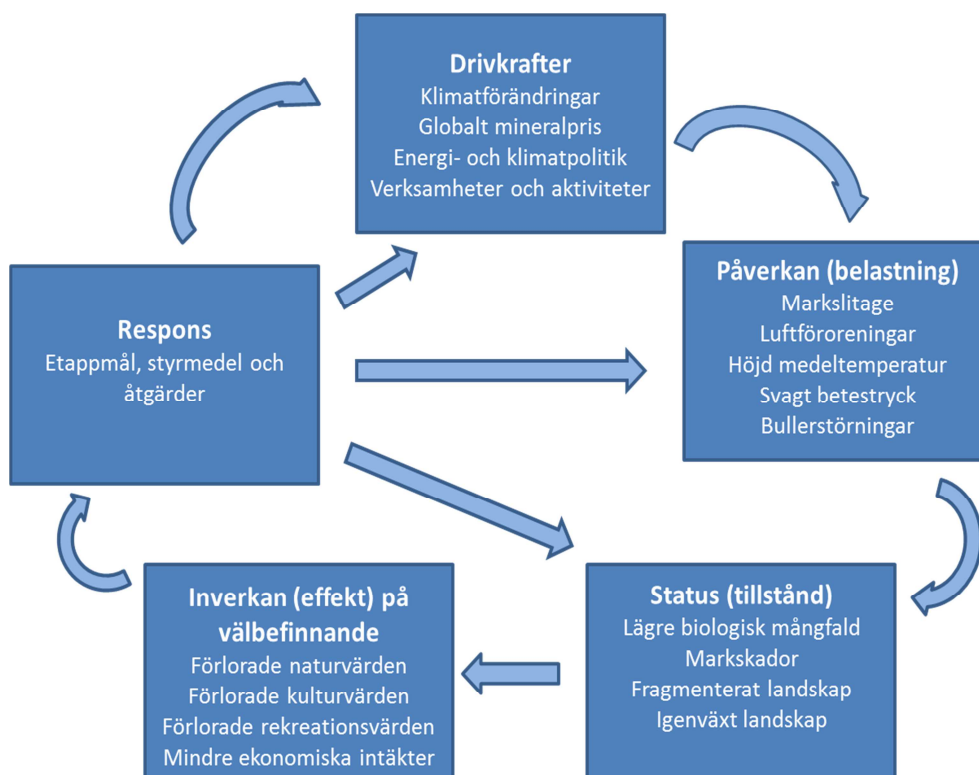 Drivkrafter
Klimatförändringar
Globalt mineralpris
Energi- och klimatpolitik
Verksamheter och aktiviteter
Påverkan (belastning)
Markslitage
Luftföroreningar
Höjd medeltemperatur
Svagt betestryck
Bullerstörningar
Respons
Etappmål, styrmedel och
åtgärder
Status (tillstånd)
Lägre biologisk mångfald
Markskador
Fragmenterat landskap
Igenväxt landskap
Inverkan (effekt) på
välbefinnande
Förlorade naturvärden
Förlorade kulturvärden
Förlorade rekreationsvärden
Mindre ekonomiska intäkter